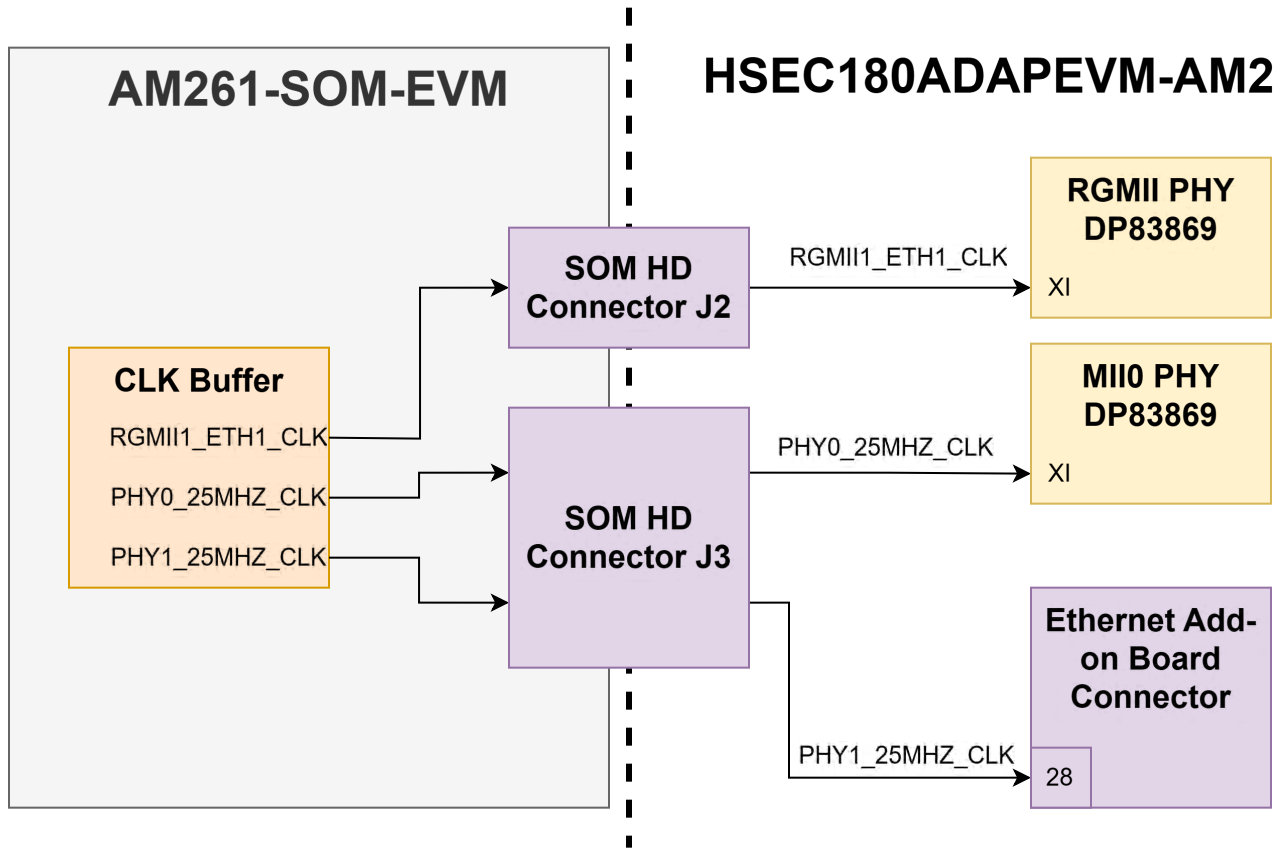 AM261-SOM-EVM
HSEC180ADAPEVM-AM2
RGMII PHY
DP83869
XI
SOM HD
Connector J2
RGMII1_ETH1_CLK
MII0 PHY
DP83869
XI
CLK Buffer
RGMII1_ETH1_CLK
PHY0_25MHZ_CLK
PHY1_25MHZ_CLK
SOM HD
Connector J3
PHY0_25MHZ_CLK
Ethernet Add-
on Board
Connector
PHY1_25MHZ_CLK
28